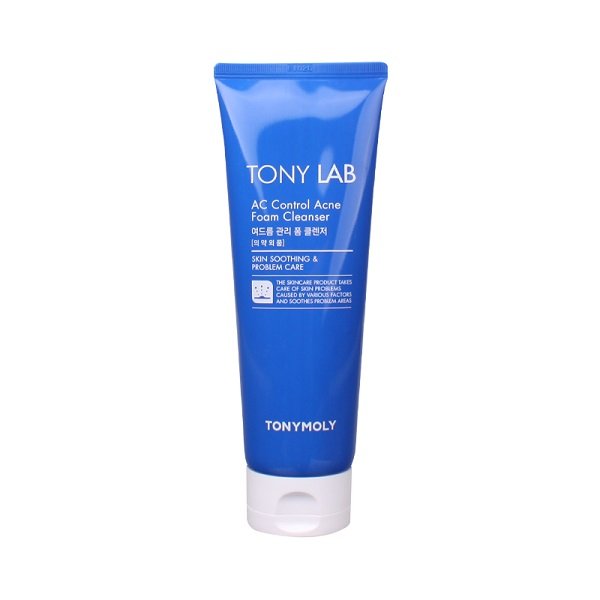 TONY LAB
AC Control Acne
Foam Cleanser
여드름 관리 폼 클렌저
[의약외품]
SKIN SOOTHING &
PROBLEM CARE
THE SKINCARE PRODUCT TAKES
CARE OF SKIN PROBLEMS
CAUSED BY VARIOUS FACTORS
AND SOOTHES PROBLEM AREAS
TONYMOLY